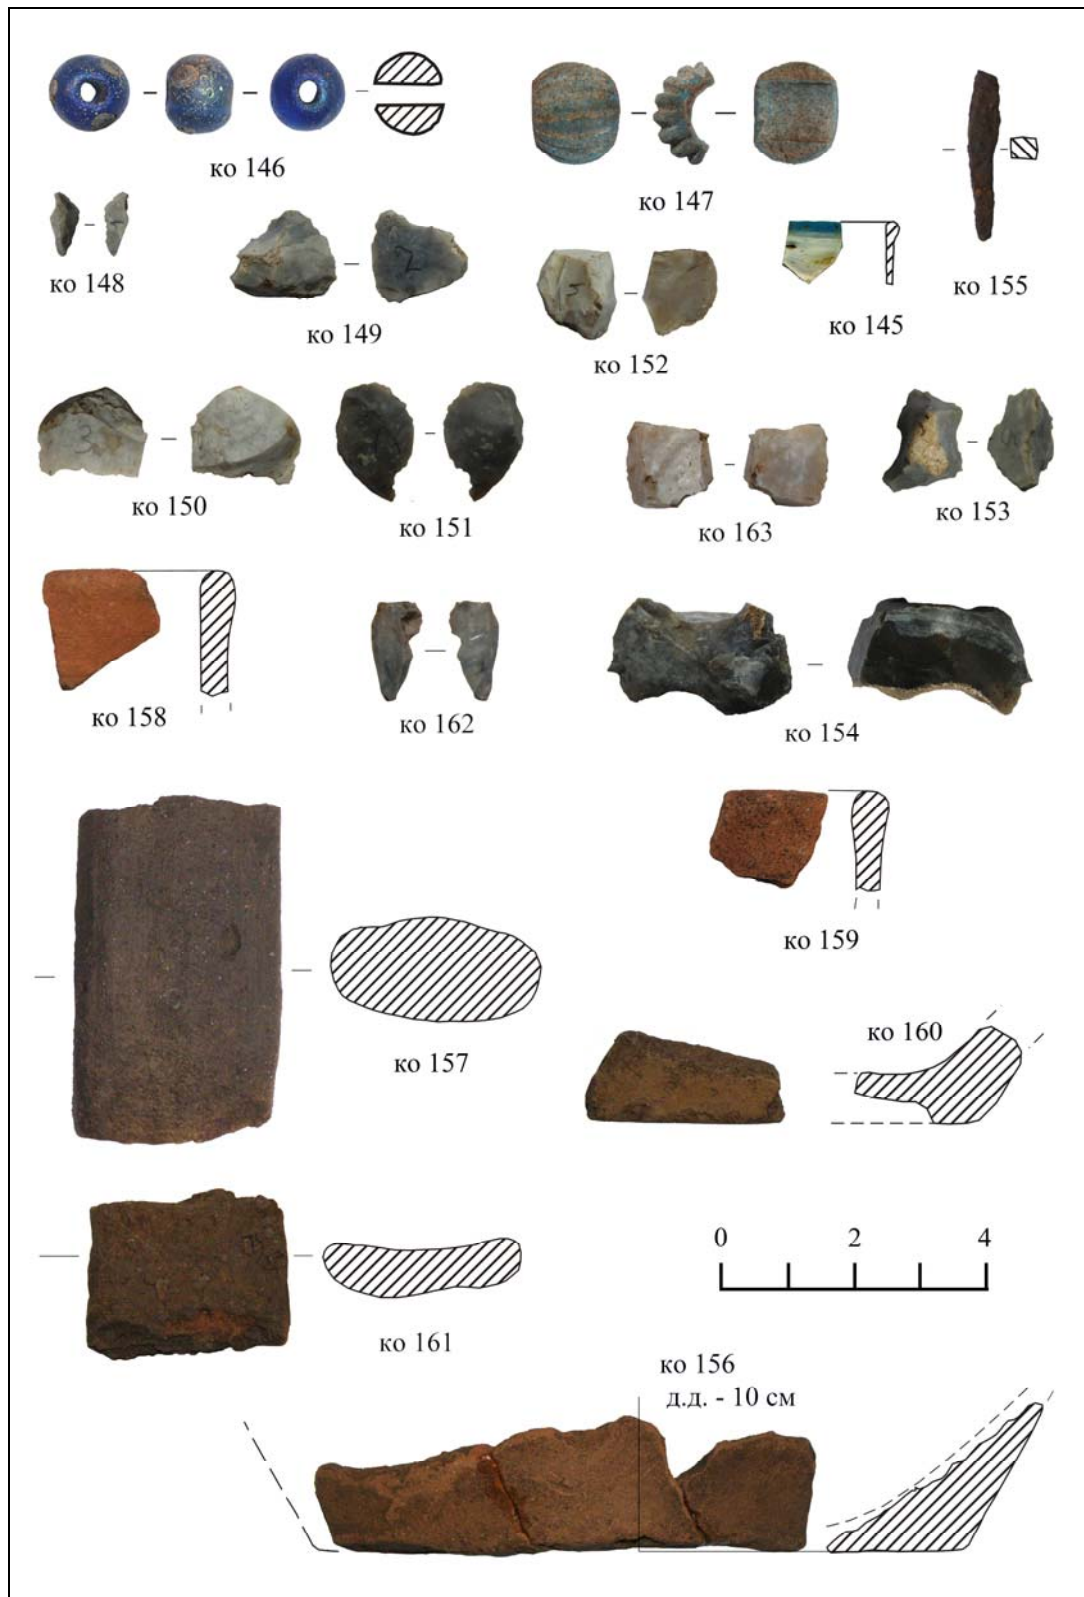 ко 146
ко 147
ко 148
ко 149
ко 152
ко 145
ко 155
ко 150
ко 151
ко 163
ко 153
ко 158
ко 162
ко 154
ко 159
ко 157
ко 160
0 2 4
ко 161
ко 156
д.д. - 10 см